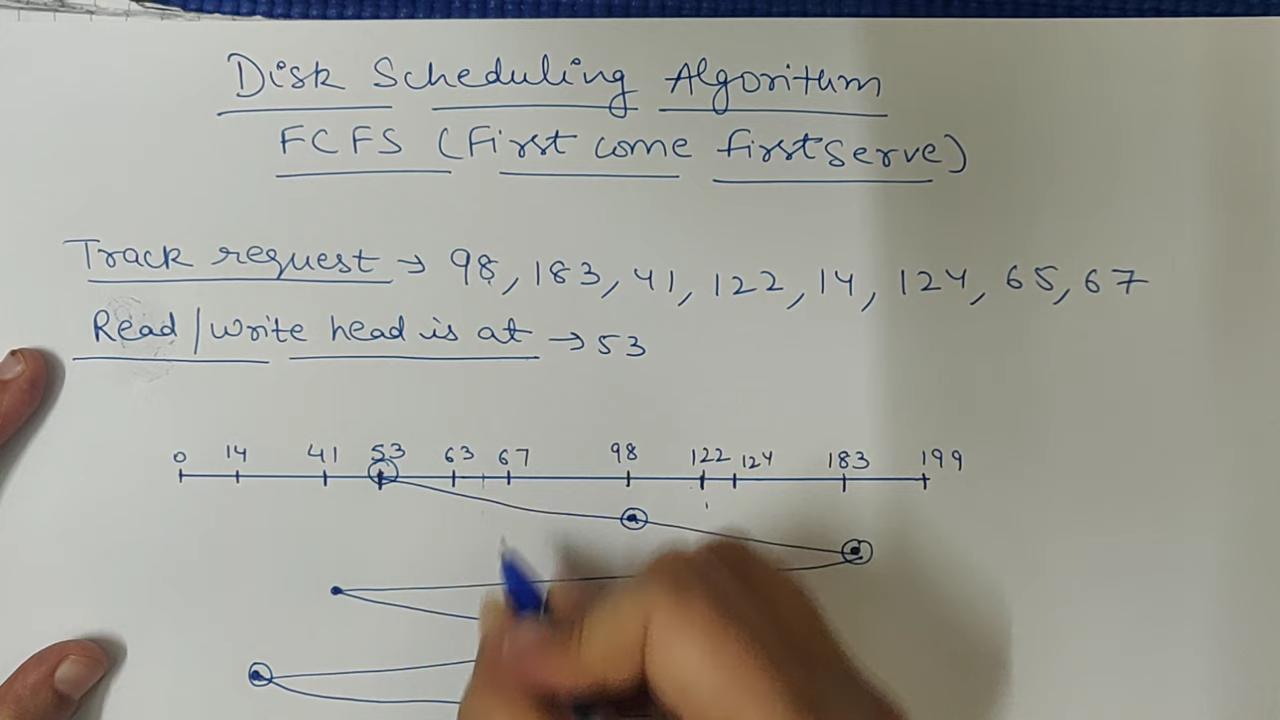 Disk Scheduling Algorithm
FCFS (First come first serve)
Track request → 98, 183, 41, 122, 14, 124, 65, 67
Read/write head is at → 53
0 14 41 53 63 67 98 122 124 183 199